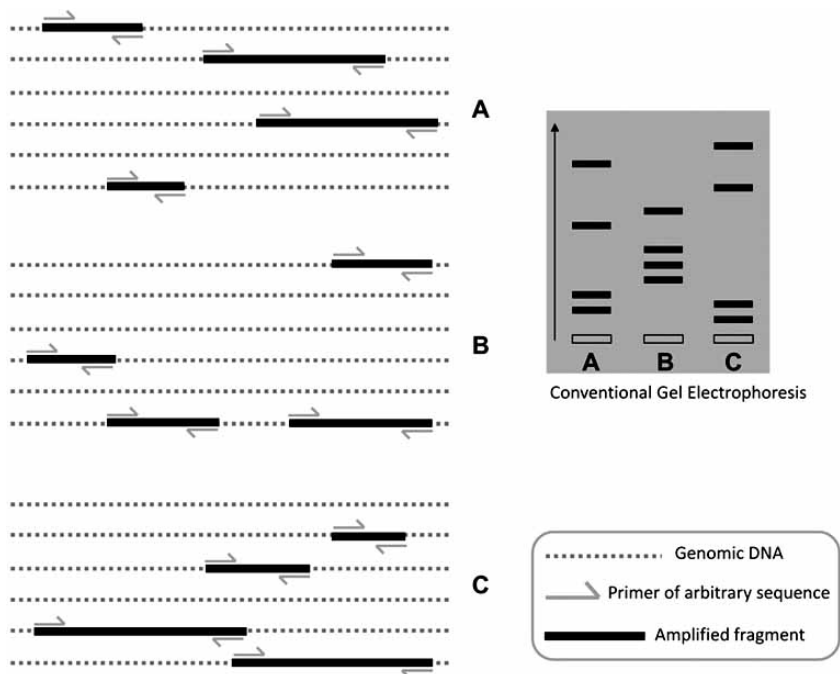 A
B
C
A B C
Conventional Gel Electrophoresis
Genomic DNA
Primer of arbitrary sequence
Amplified fragment